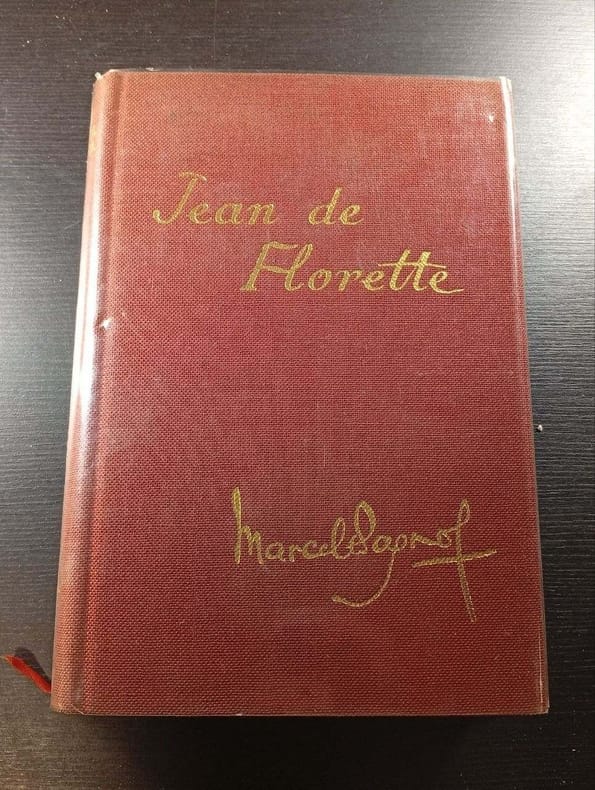 Jean de
Florette
Marcel Pagnol